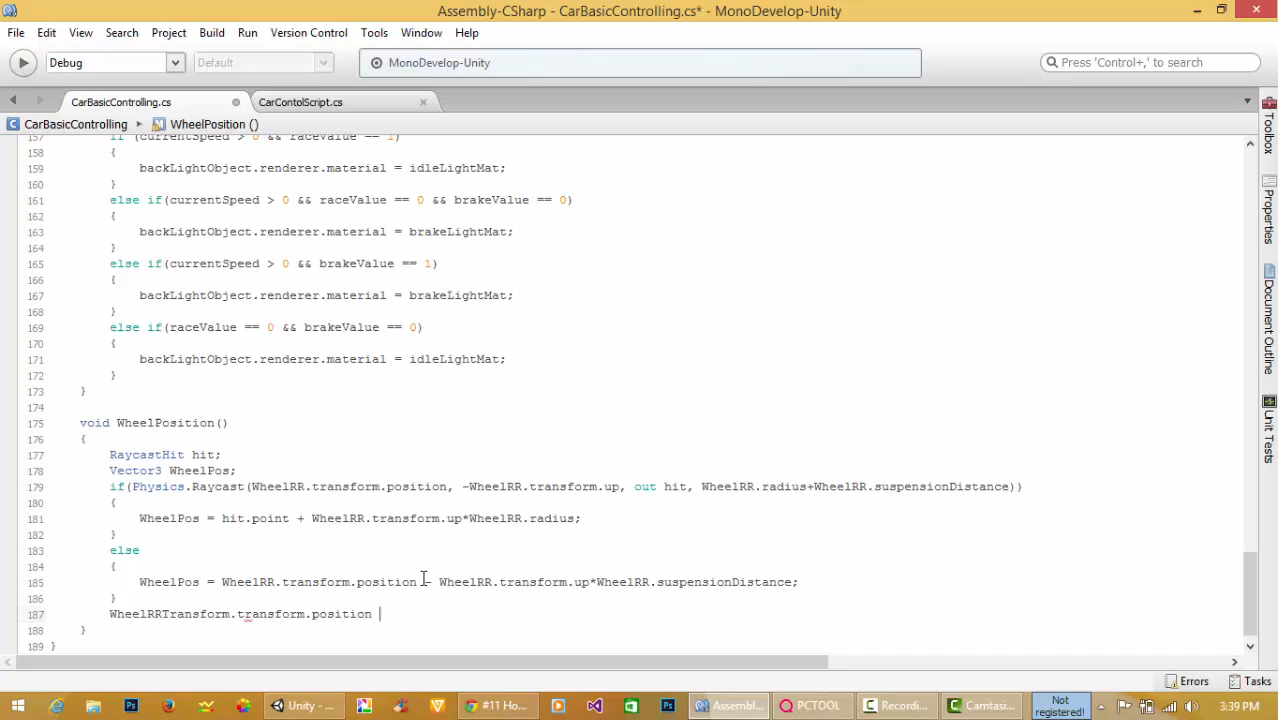 Assembly-CSharp - CarBasicControlling.cs* - MonoDevelop-Unity
File Edit View Search Project Build Run Version Control Tools Window Help
Debug Default MonoDevelop-Unity Press 'Control+,' to search
CarBasicControlling.cs CarContolScript.cs
CarBasicControlling WheelPosition ()
157 if (currentSpeed > 0 && raceValue == 1)
158 {
159 backLightObject.renderer.material = idleLightMat;
160 }
161 else if(currentSpeed > 0 && raceValue == 0 && brakeValue == 0)
162 {
163 backLightObject.renderer.material = brakeLightMat;
164 }
165 else if(currentSpeed > 0 && brakeValue == 1)
166 {
167 backLightObject.renderer.material = brakeLightMat;
168 }
169 else if(raceValue == 0 && brakeValue == 0)
170 {
171 backLightObject.renderer.material = idleLightMat;
172 }
173 }
174
175 void WheelPosition()
176 {
177 RaycastHit hit;
178 Vector3 WheelPos;
179 if(Physics.Raycast(WheelRR.transform.position, -WheelRR.transform.up, out hit, WheelRR.radius+WheelRR.suspensionDistance))
180 {
181 WheelPos = hit.point + WheelRR.transform.up*WheelRR.radius;
182 }
183 else
184 {
185 WheelPos = WheelRR.transform.position - WheelRR.transform.up*WheelRR.suspensionDistance;
186 }
187 WheelRRTransform.transform.position
188 }
189 }
Toolbox
Properties
Document Outline
Unit Tests
Errors Tasks
Unity - ... #11 Ho... Assembl... PCTOOL Recordi... Camtasi... Not registered! 3:39 PM